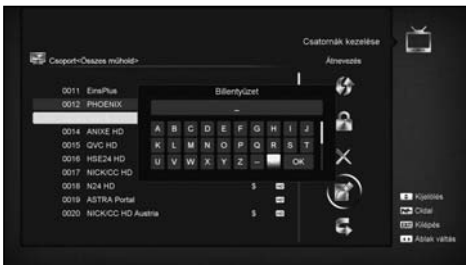 Csatornák kezelése
Csoport<Összes műhold>
Átnevezés
0011 EinsPlus
0012 PHOENIX
Billentyűzet
_
0014 ANIXE HD
0015 QVC HD
0016 HSE24 HD
0017 NICK/CC HD
0018 N24 HD $
0019 ASTRA Portal
0020 NICK/CC HD Austria $
A B C D E F G H I J
K L M N O P Q R S T
U V W X Y Z – OK
Kijelölés
Oldal
EXIT Kilépés
Ablak váltás